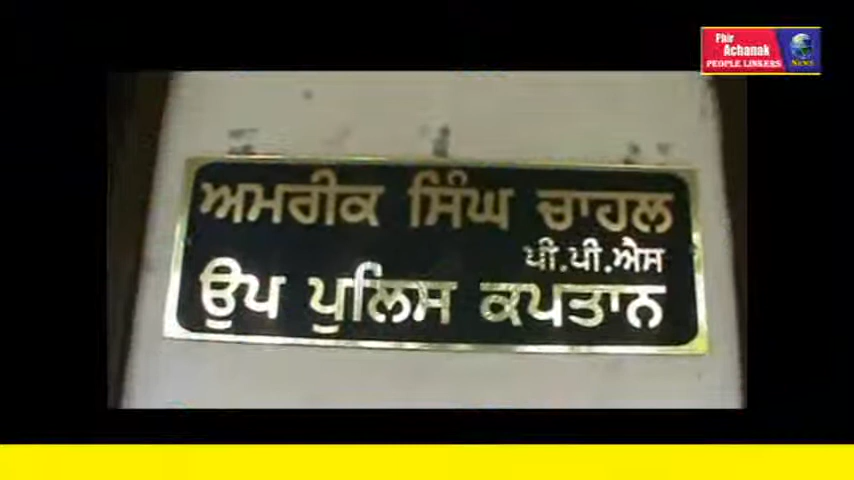 Phir
Achanak
PEOPLE LINKERS
NEWS
ਅਮਰੀਕ ਸਿੰਘ ਚਾਹਲ
ਪੀ.ਪੀ.ਐਸ
ਉਪ ਪੁਲਿਸ ਕਪਤਾਨ